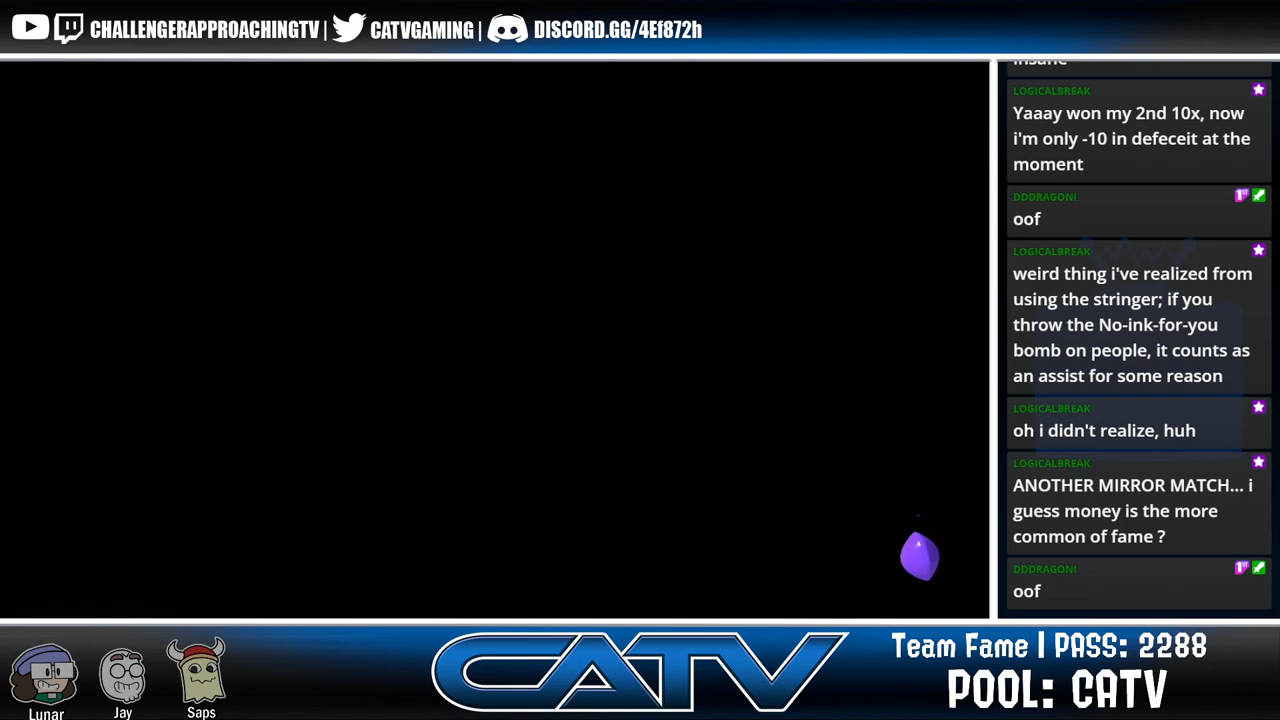 CHALLENGERAPPROACHINGTV | CATVGAMING | DISCORD.GG/4Ef872h
insane
LOGICALBREAK
Yaaay won my 2nd 10x, now
i'm only -10 in defeceit at the
moment
DDDRAGONI
oof
LOGICALBREAK
weird thing i've realized from
using the stringer; if you
throw the No-ink-for-you
bomb on people, it counts as
an assist for some reason
LOGICALBREAK
oh i didn't realize, huh
LOGICALBREAK
ANOTHER MIRROR MATCH... i
guess money is the more
common of fame ?
DDDRAGONI
oof
Lunar
Jay
Saps
CATV
Team Fame | PASS: 2288
POOL: CATV